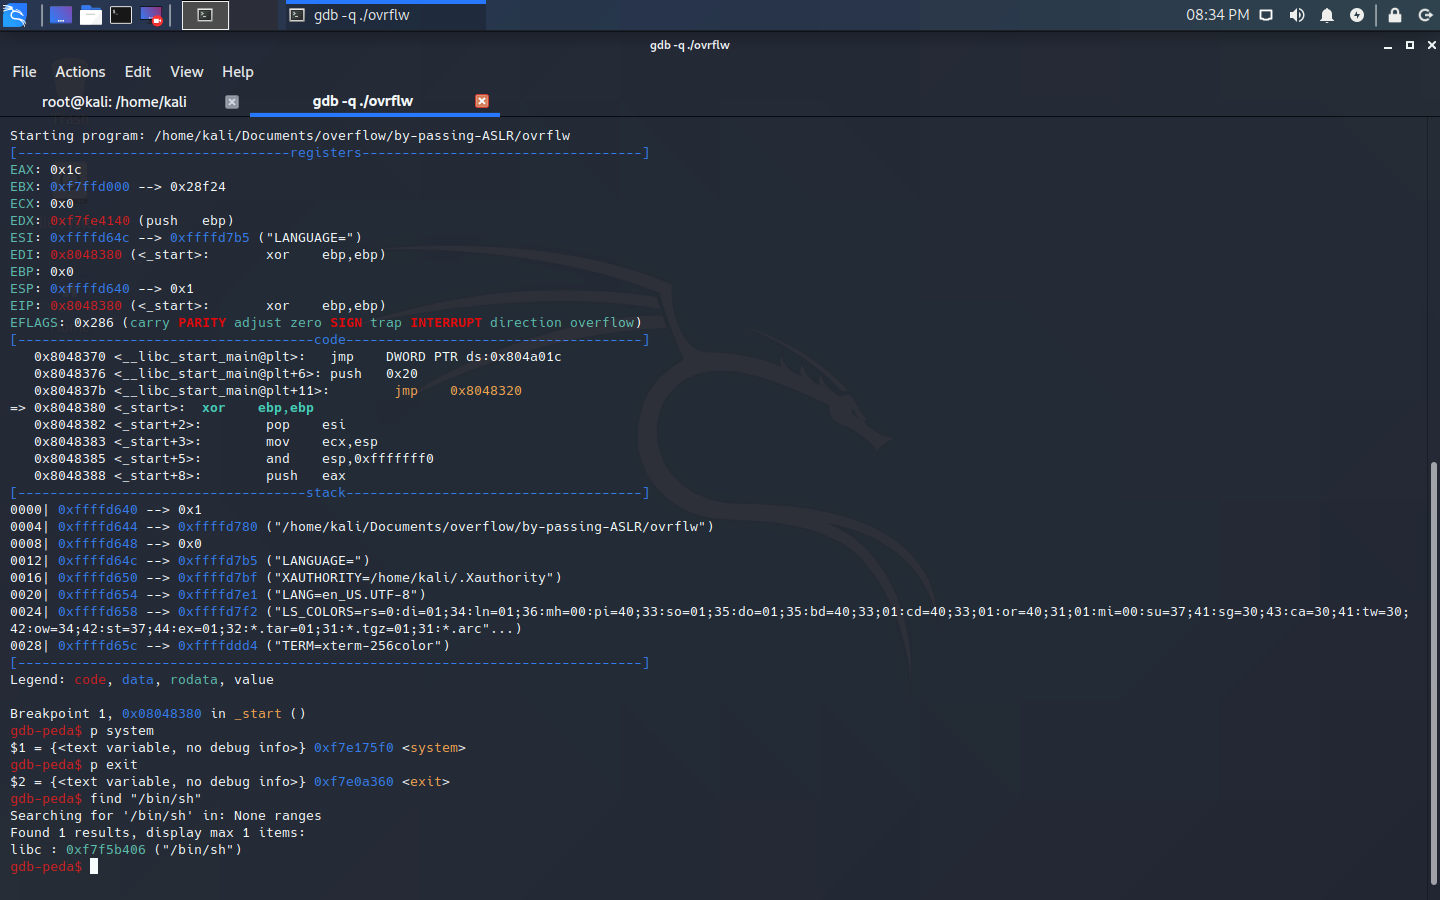 gdb -q ./ovrflw
08:34 PM
gdb -q ./ovrflw
File Actions Edit View Help
root@kali: /home/kali
gdb -q ./ovrflw
Starting program: /home/kali/Documents/overflow/by-passing-ASLR/ovrflw
[----------------------------------registers-----------------------------------]
EAX: 0x1c
EBX: 0xf7ffd000 --> 0x28f24
ECX: 0x0
EDX: 0xf7fe4140 (push   ebp)
ESI: 0xffffd64c --> 0xffffd7b5 ("LANGUAGE=")
EDI: 0x8048380 (<_start>:       xor    ebp,ebp)
EBP: 0x0
ESP: 0xffffd640 --> 0x1
EIP: 0x8048380 (<_start>:       xor    ebp,ebp)
EFLAGS: 0x286 (carry PARITY adjust zero SIGN trap INTERRUPT direction overflow)
[-------------------------------------code-------------------------------------]
   0x8048370 <__libc_start_main@plt>:   jmp    DWORD PTR ds:0x804a01c
   0x8048376 <__libc_start_main@plt+6>: push   0x20
   0x804837b <__libc_start_main@plt+11>:        jmp    0x8048320
=> 0x8048380 <_start>:  xor    ebp,ebp
   0x8048382 <_start+2>:        pop    esi
   0x8048383 <_start+3>:        mov    ecx,esp
   0x8048385 <_start+5>:        and    esp,0xfffffff0
   0x8048388 <_start+8>:        push   eax
[------------------------------------stack-------------------------------------]
0000| 0xffffd640 --> 0x1
0004| 0xffffd644 --> 0xffffd780 ("/home/kali/Documents/overflow/by-passing-ASLR/ovrflw")
0008| 0xffffd648 --> 0x0
0012| 0xffffd64c --> 0xffffd7b5 ("LANGUAGE=")
0016| 0xffffd650 --> 0xffffd7bf ("XAUTHORITY=/home/kali/.Xauthority")
0020| 0xffffd654 --> 0xffffd7e1 ("LANG=en_US.UTF-8")
0024| 0xffffd658 --> 0xffffd7f2 ("LS_COLORS=rs=0:di=01;34:ln=01;36:mh=00:pi=40;33:so=01;35:do=01;35:bd=40;33;01:cd=40;33;01:or=40;31;01:mi=00:su=37;41:sg=30;43:ca=30;41:tw=30;
42:ow=34;42:st=37;44:ex=01;32:*.tar=01;31:*.tgz=01;31:*.arc"...)
0028| 0xffffd65c --> 0xffffddd4 ("TERM=xterm-256color")
[------------------------------------------------------------------------------]
Legend: code, data, rodata, value
Breakpoint 1, 0x08048380 in _start ()
gdb-peda$ p system
$1 = {<text variable, no debug info>} 0xf7e175f0 <system>
gdb-peda$ p exit
$2 = {<text variable, no debug info>} 0xf7e0a360 <exit>
gdb-peda$ find "/bin/sh"
Searching for '/bin/sh' in: None ranges
Found 1 results, display max 1 items:
libc : 0xf7f5b406 ("/bin/sh")
gdb-peda$